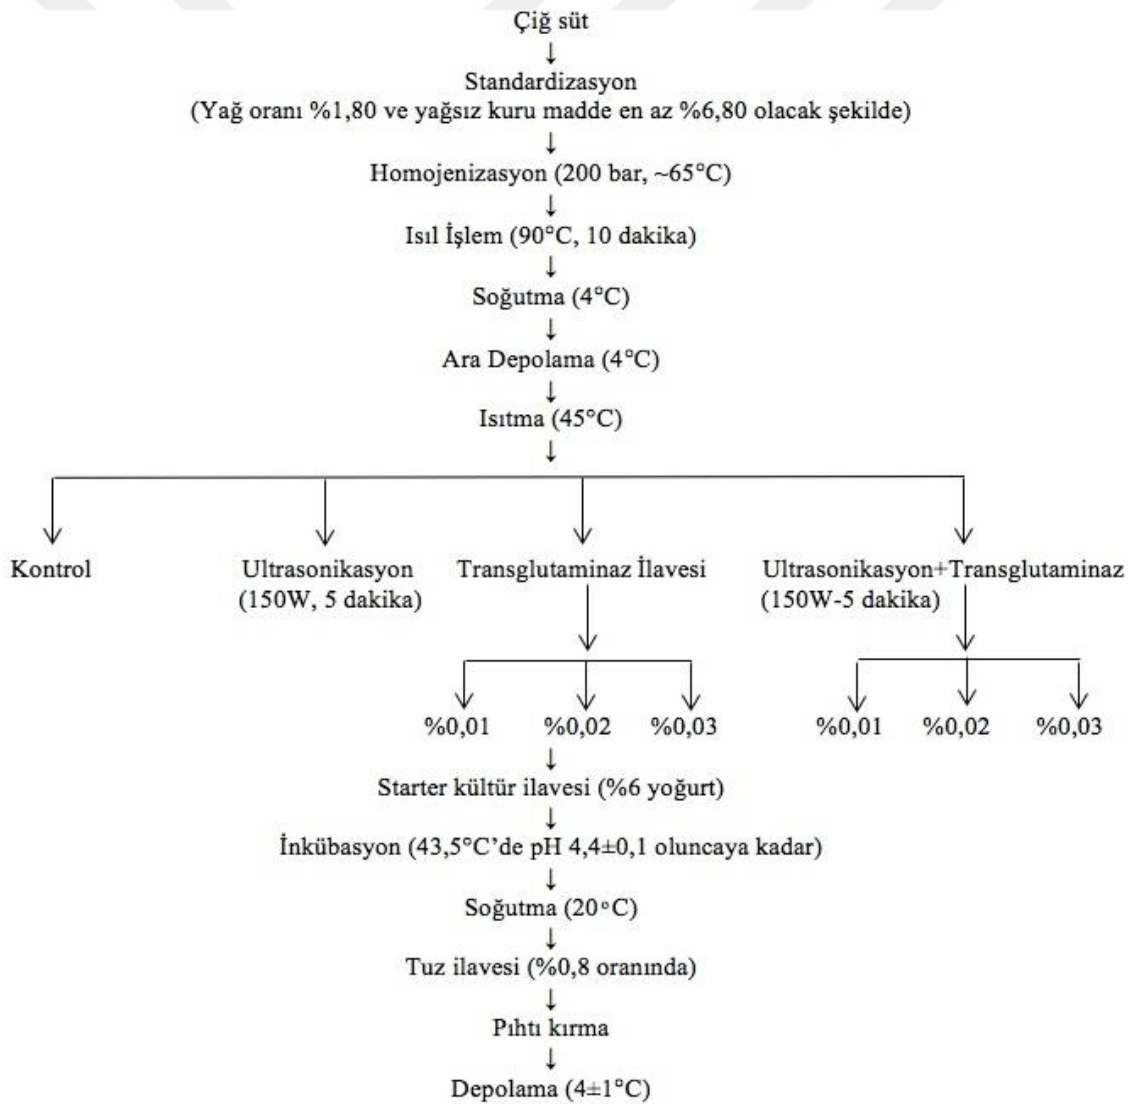 Çiğ süt
↓
Standardizasyon
(Yağ oranı %1,80 ve yağsız kuru madde en az %6,80 olacak şekilde)
↓
Homojenizasyon (200 bar, ~65°C)
↓
Isıl İşlem (90°C, 10 dakika)
↓
Soğutma (4°C)
↓
Ara Depolama (4°C)
↓
Isıtma (45°C)
↓
Kontrol Ultrasonikasyon Transglutaminaz İlavesi Ultrasonikasyon+Transglutaminaz
(150W, 5 dakika) (150W-5 dakika)
%0,01 %0,02 %0,03 %0,01 %0,02 %0,03
↓
Starter kültür ilavesi (%6 yoğurt)
↓
İnkübasyon (43,5°C’de pH 4,4±0,1 oluncaya kadar)
↓
Soğutma (20°C)
↓
Tuz ilavesi (%0,8 oranında)
↓
Pıhtı kırma
↓
Depolama (4±1°C)